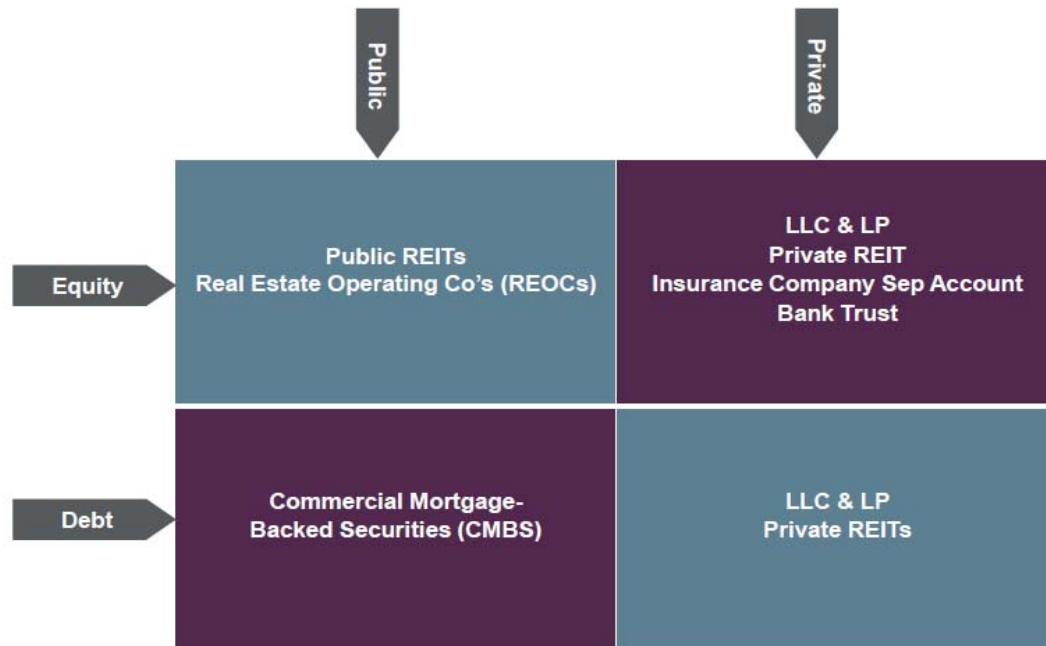 Public
Private
Equity
Public REITs
Real Estate Operating Co's (REOCs)
LLC & LP
Private REIT
Insurance Company Sep Account
Bank Trust
Debt
Commercial Mortgage-
Backed Securities (CMBS)
LLC & LP
Private REITs